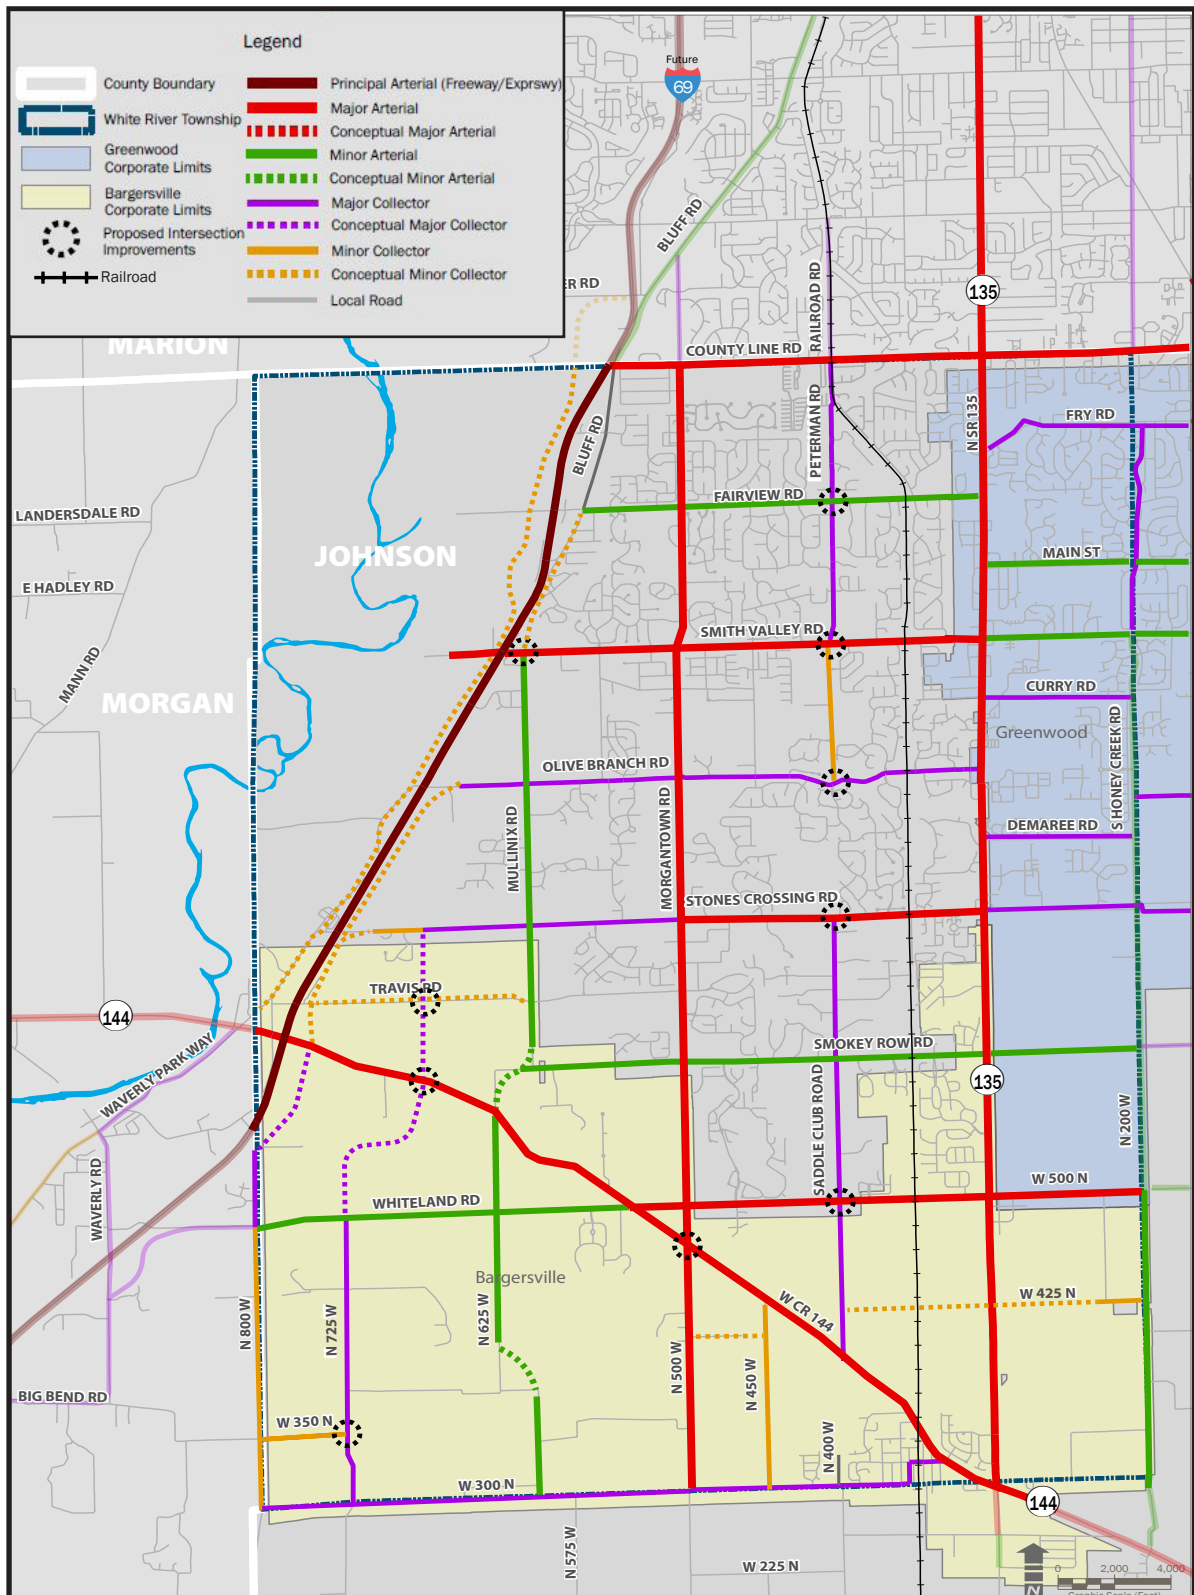 Legend
County Boundary
White River Township
Greenwood
Corporate Limits
Bargersville
Corporate Limits
Proposed Intersection
Improvements
Railroad
Principal Arterial (Freeway/Exprswy)
Major Arterial
Conceptual Major Arterial
Minor Arterial
Conceptual Minor Arterial
Major Collector
Conceptual Major Collector
Minor Collector
Conceptual Minor Collector
Local Road
Future
69
BLUFF RD
ER RD
RAILROAD RD
135
MARION
COUNTY LINE RD
PETERMAN RD
N SR 135
FRY RD
BLUFF RD
FAIRVIEW RD
LANDERSDALE RD
JOHNSON
MAIN ST
E HADLEY RD
SMITH VALLEY RD
MANN RD
MORGAN
CURRY RD
Greenwood
S HONEY CREEK RD
OLIVE BRANCH RD
MULLINIX RD
MORGANTOWN RD
DEMAREE RD
STONES CROSSING RD
TRAVIS RD
144
SMOKEY ROW RD
WAVERLY PARK WAY
135
SADDLE CLUB ROAD
N 200 W
WAVERLY RD
W 500 N
WHITELAND RD
Bargersville
W 425 N
W CR 144
N 800 W
N 725 W
N 625 W
N 500 W
N 450 W
BIG BEND RD
W 350 N
N 400 W
W 300 N
144
N 575 W
W 225 N
N
0 2,000 4,000
Graphic Scale (Feet)